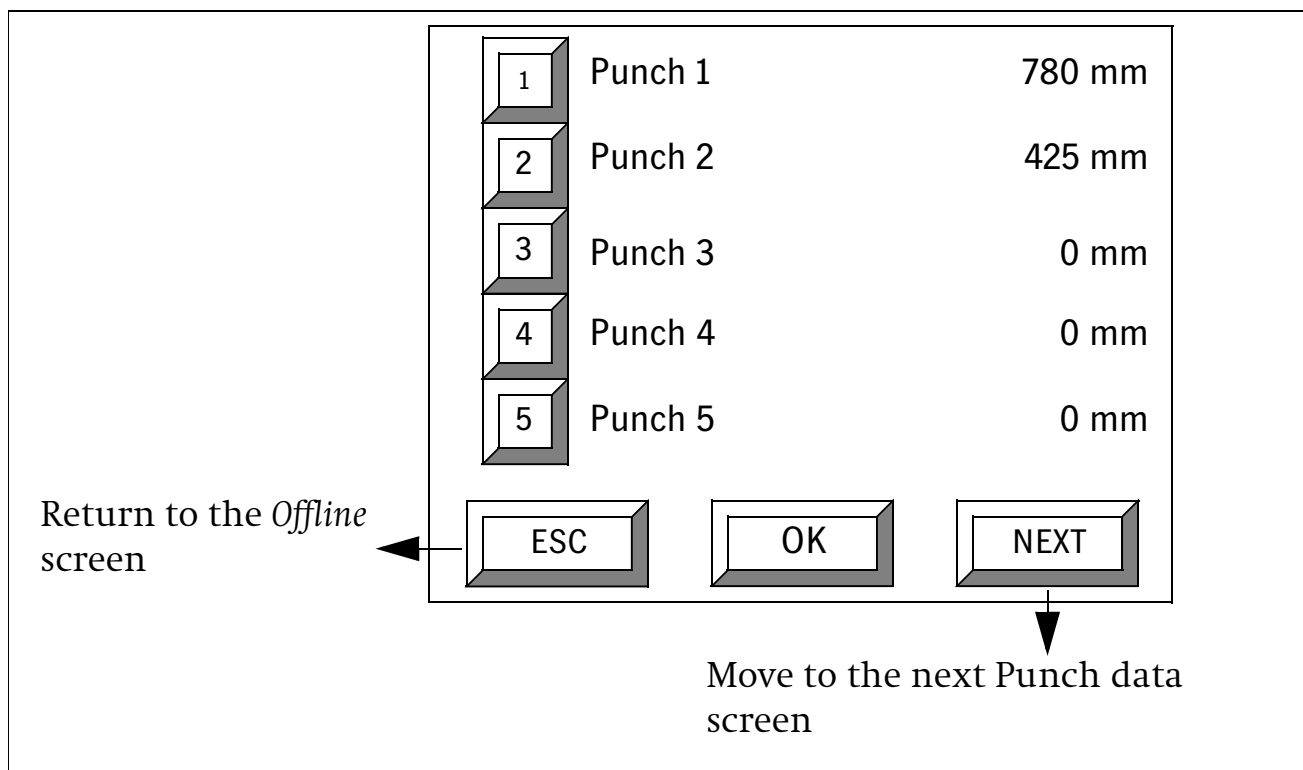 1 Punch 1 780 mm
2 Punch 2 425 mm
3 Punch 3 0 mm
4 Punch 4 0 mm
5 Punch 5 0 mm
Return to the Offline
screen
ESC OK NEXT
Move to the next Punch data
screen